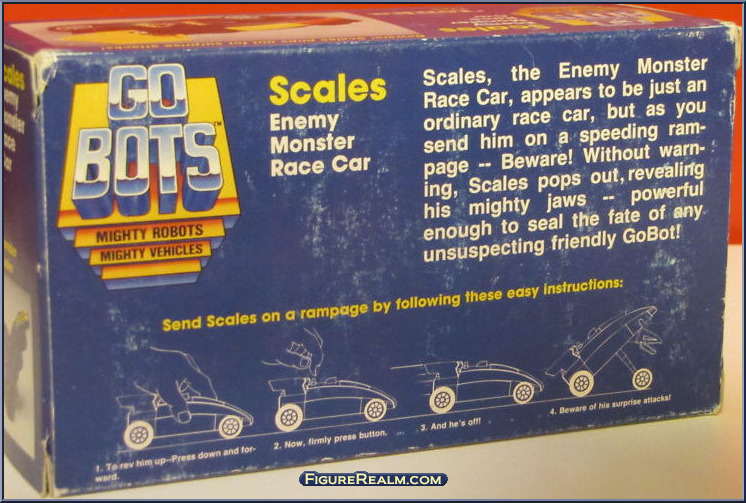 Scales
GO
BOTS
TM
MIGHTY ROBOTS
MIGHTY VEHICLES
Scales
Enemy
Monster
Race Car
Scales, the Enemy Monster
Race Car, appears to be just an
ordinary race car, but as you
send him on a speeding ram-
page -- Beware! Without warn-
ing, Scales pops out, revealing
his mighty jaws -- powerful
enough to seal the fate of any
unsuspecting friendly GoBot!
Send Scales on a rampage by following these easy instructions:
1. To rev him up--Press down and for-
ward.
2. Now, firmly press button.
3. And he's off!
4. Beware of his surprise attacks!
FIGUREREALM.COM